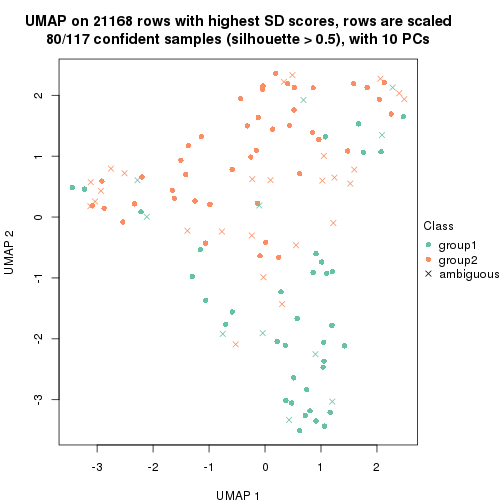 UMAP on 21168 rows with highest SD scores, rows are scaled
80/117 confident samples (silhouette > 0.5), with 10 PCs
2
1
0
-1
-2
-3
UMAP 2
-3
-2
-1
0
1
2
UMAP 1
Class
group1
group2
ambiguous